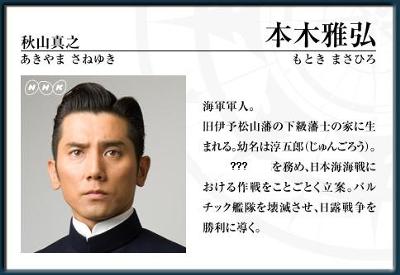 秋山真之
あきやま さねゆき
本木雅弘
もとき まさひろ
NHK
海軍軍人。
旧伊予松山藩の下級藩士の家に生
まれる。幼名は淳五郎(じゅんごろう)。
??? を務め、日本海海戦に
おける作戦をことごとく立案。バル
チック艦隊を壊滅させ、日露戦争を
勝利に導く。